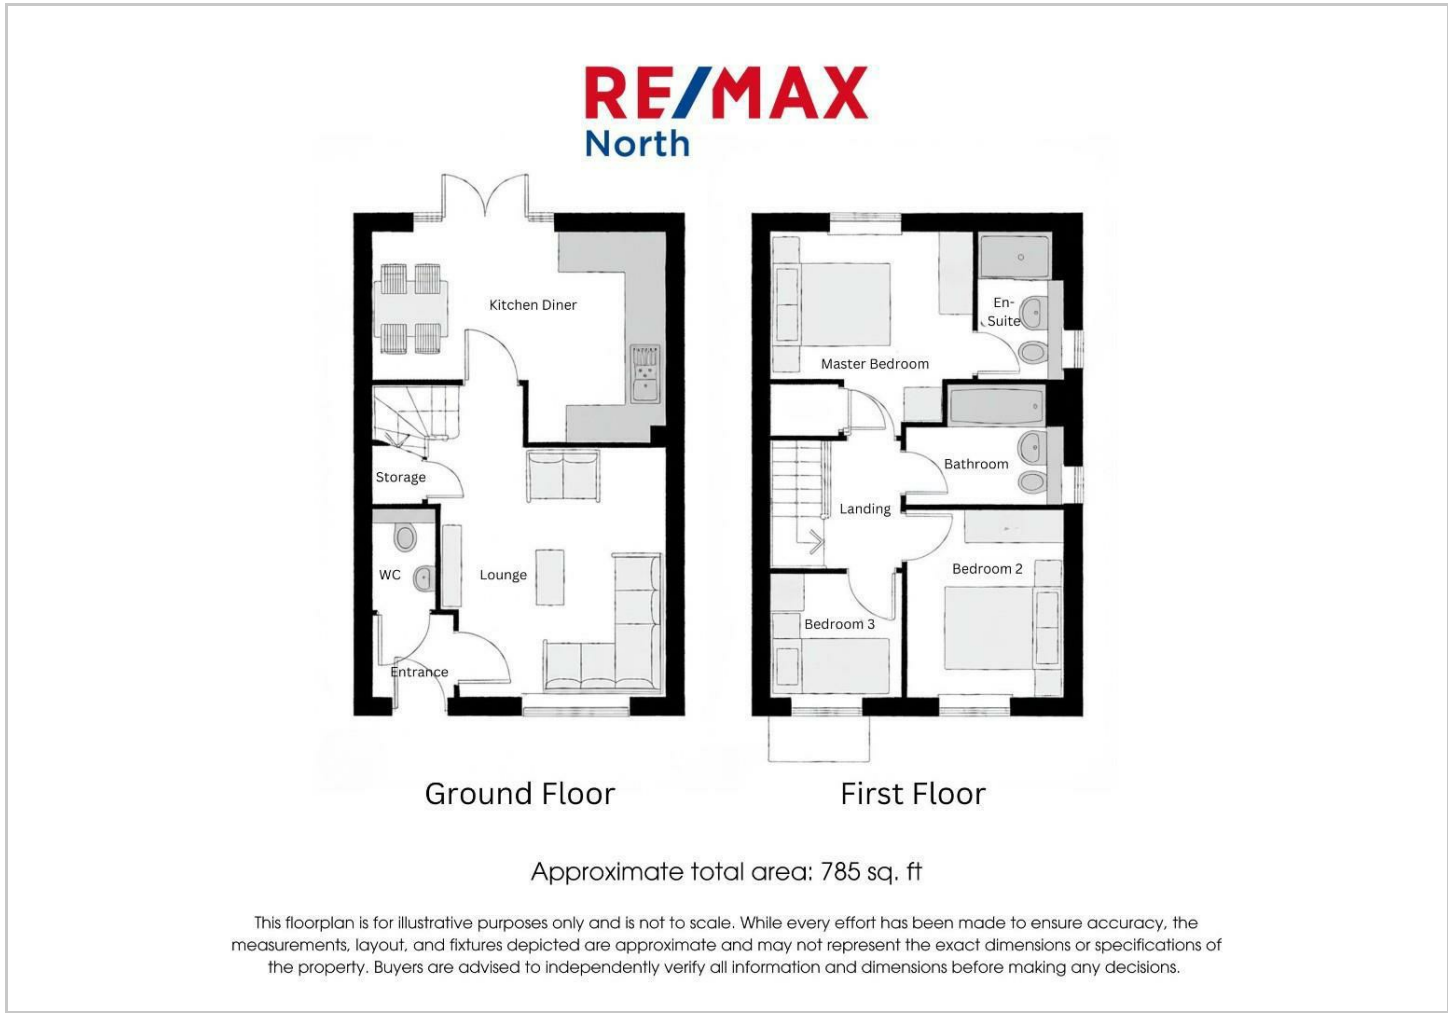 RE/MAX
North
Kitchen Diner
Storage
WC
Lounge
Entrance
En-
Suite
Master Bedroom
Bathroom
Landing
Bedroom 2
Bedroom 3
Ground Floor
First Floor
Approximate total area: 785 sq. ft
This floorplan is for illustrative purposes only and is not to scale. While every effort has been made to ensure accuracy, the
measurements, layout, and fixtures depicted are approximate and may not represent the exact dimensions or specifications of
the property. Buyers are advised to independently verify all information and dimensions before making any decisions.